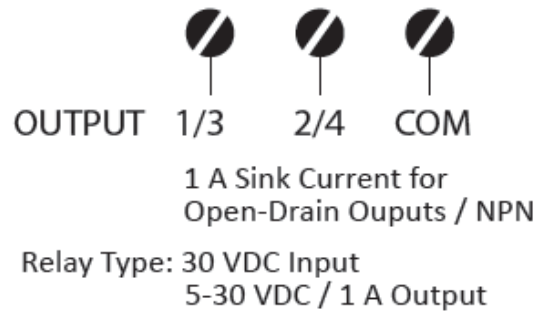 OUTPUT 1/3 2/4 COM
1 A Sink Current for
Open-Drain Ouputs / NPN
Relay Type: 30 VDC Input
5-30 VDC / 1 A Output